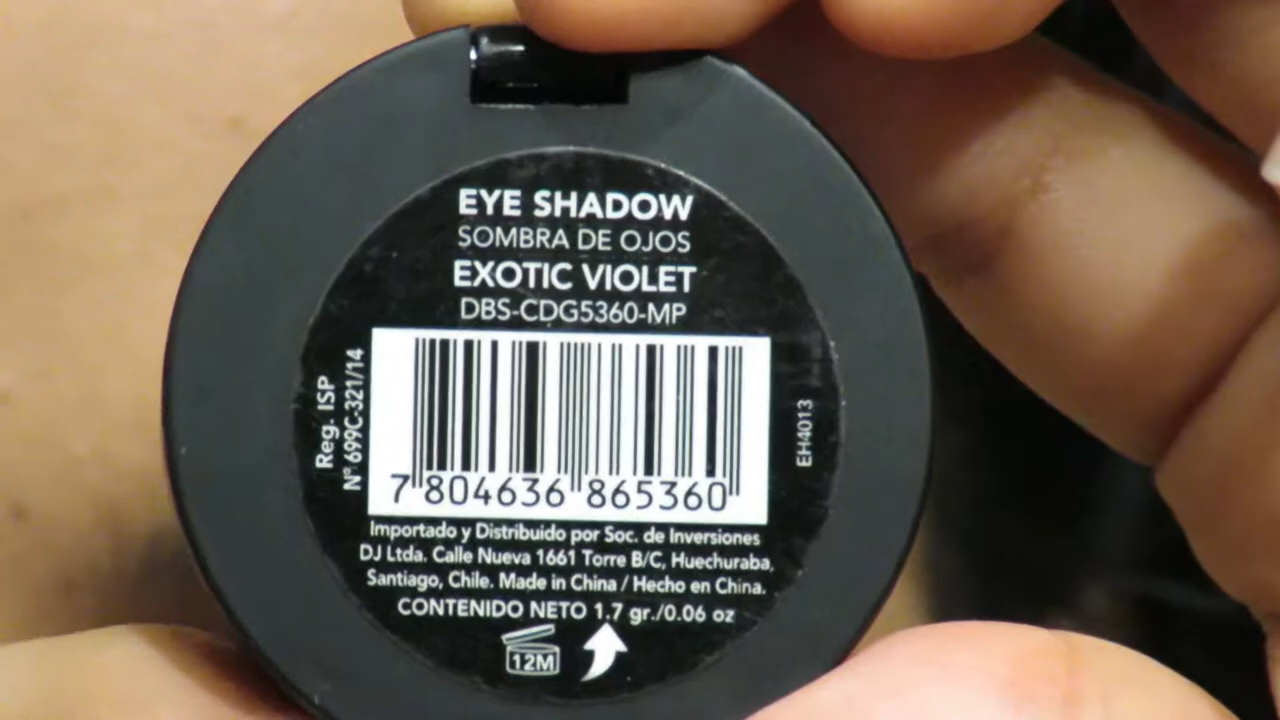 EYE SHADOW
SOMBRA DE OJOS
EXOTIC VIOLET
DBS-CDG5360-MP
Reg. ISP
N° 699C-321/14
EH4013
7 804636 865360
Importado y Distribuido por Soc. de Inversiones
DJ Ltda. Calle Nueva 1661 Torre B/C, Huechuraba,
Santiago, Chile. Made in China / Hecho en China.
CONTENIDO NETO 1.7 gr./0.06 oz
12M